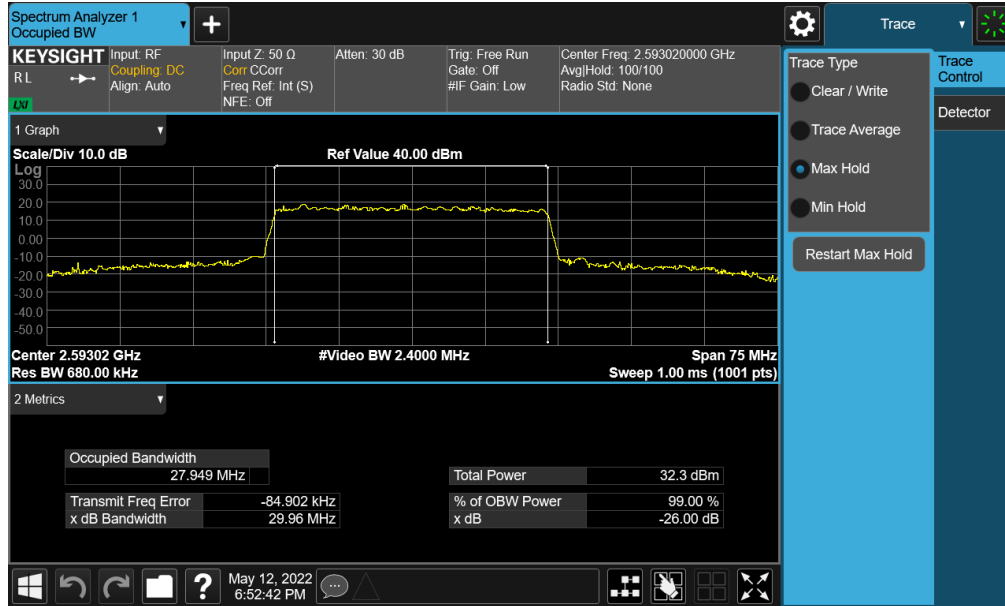 Spectrum Analyzer 1
Occupied BW
Trace
KEYSIGHT
R L
LXI
Input: RF
Coupling: DC
Align: Auto
Input Z: 50 Ω
Corr CCorr
Freq Ref: Int (S)
NFE: Off
Atten: 30 dB
Trig: Free Run
Gate: Off
#IF Gain: Low
Center Freq: 2.593020000 GHz
Avg|Hold: 100/100
Radio Std: None
Trace Type
Clear / Write
Trace Average
Max Hold
Min Hold
Restart Max Hold
Trace
Control
Detector
1 Graph
Scale/Div 10.0 dB
Ref Value 40.00 dBm
Log
30.0
20.0
10.0
0.00
-10.0
-20.0
-30.0
-40.0
-50.0
Center 2.59302 GHz
#Video BW 2.4000 MHz
Span 75 MHz
Res BW 680.00 kHz
Sweep 1.00 ms (1001 pts)
2 Metrics
Occupied Bandwidth
27.949 MHz
Total Power 32.3 dBm
Transmit Freq Error -84.902 kHz
% of OBW Power 99.00 %
x dB Bandwidth 29.96 MHz
x dB -26.00 dB
May 12, 2022
6:52:42 PM